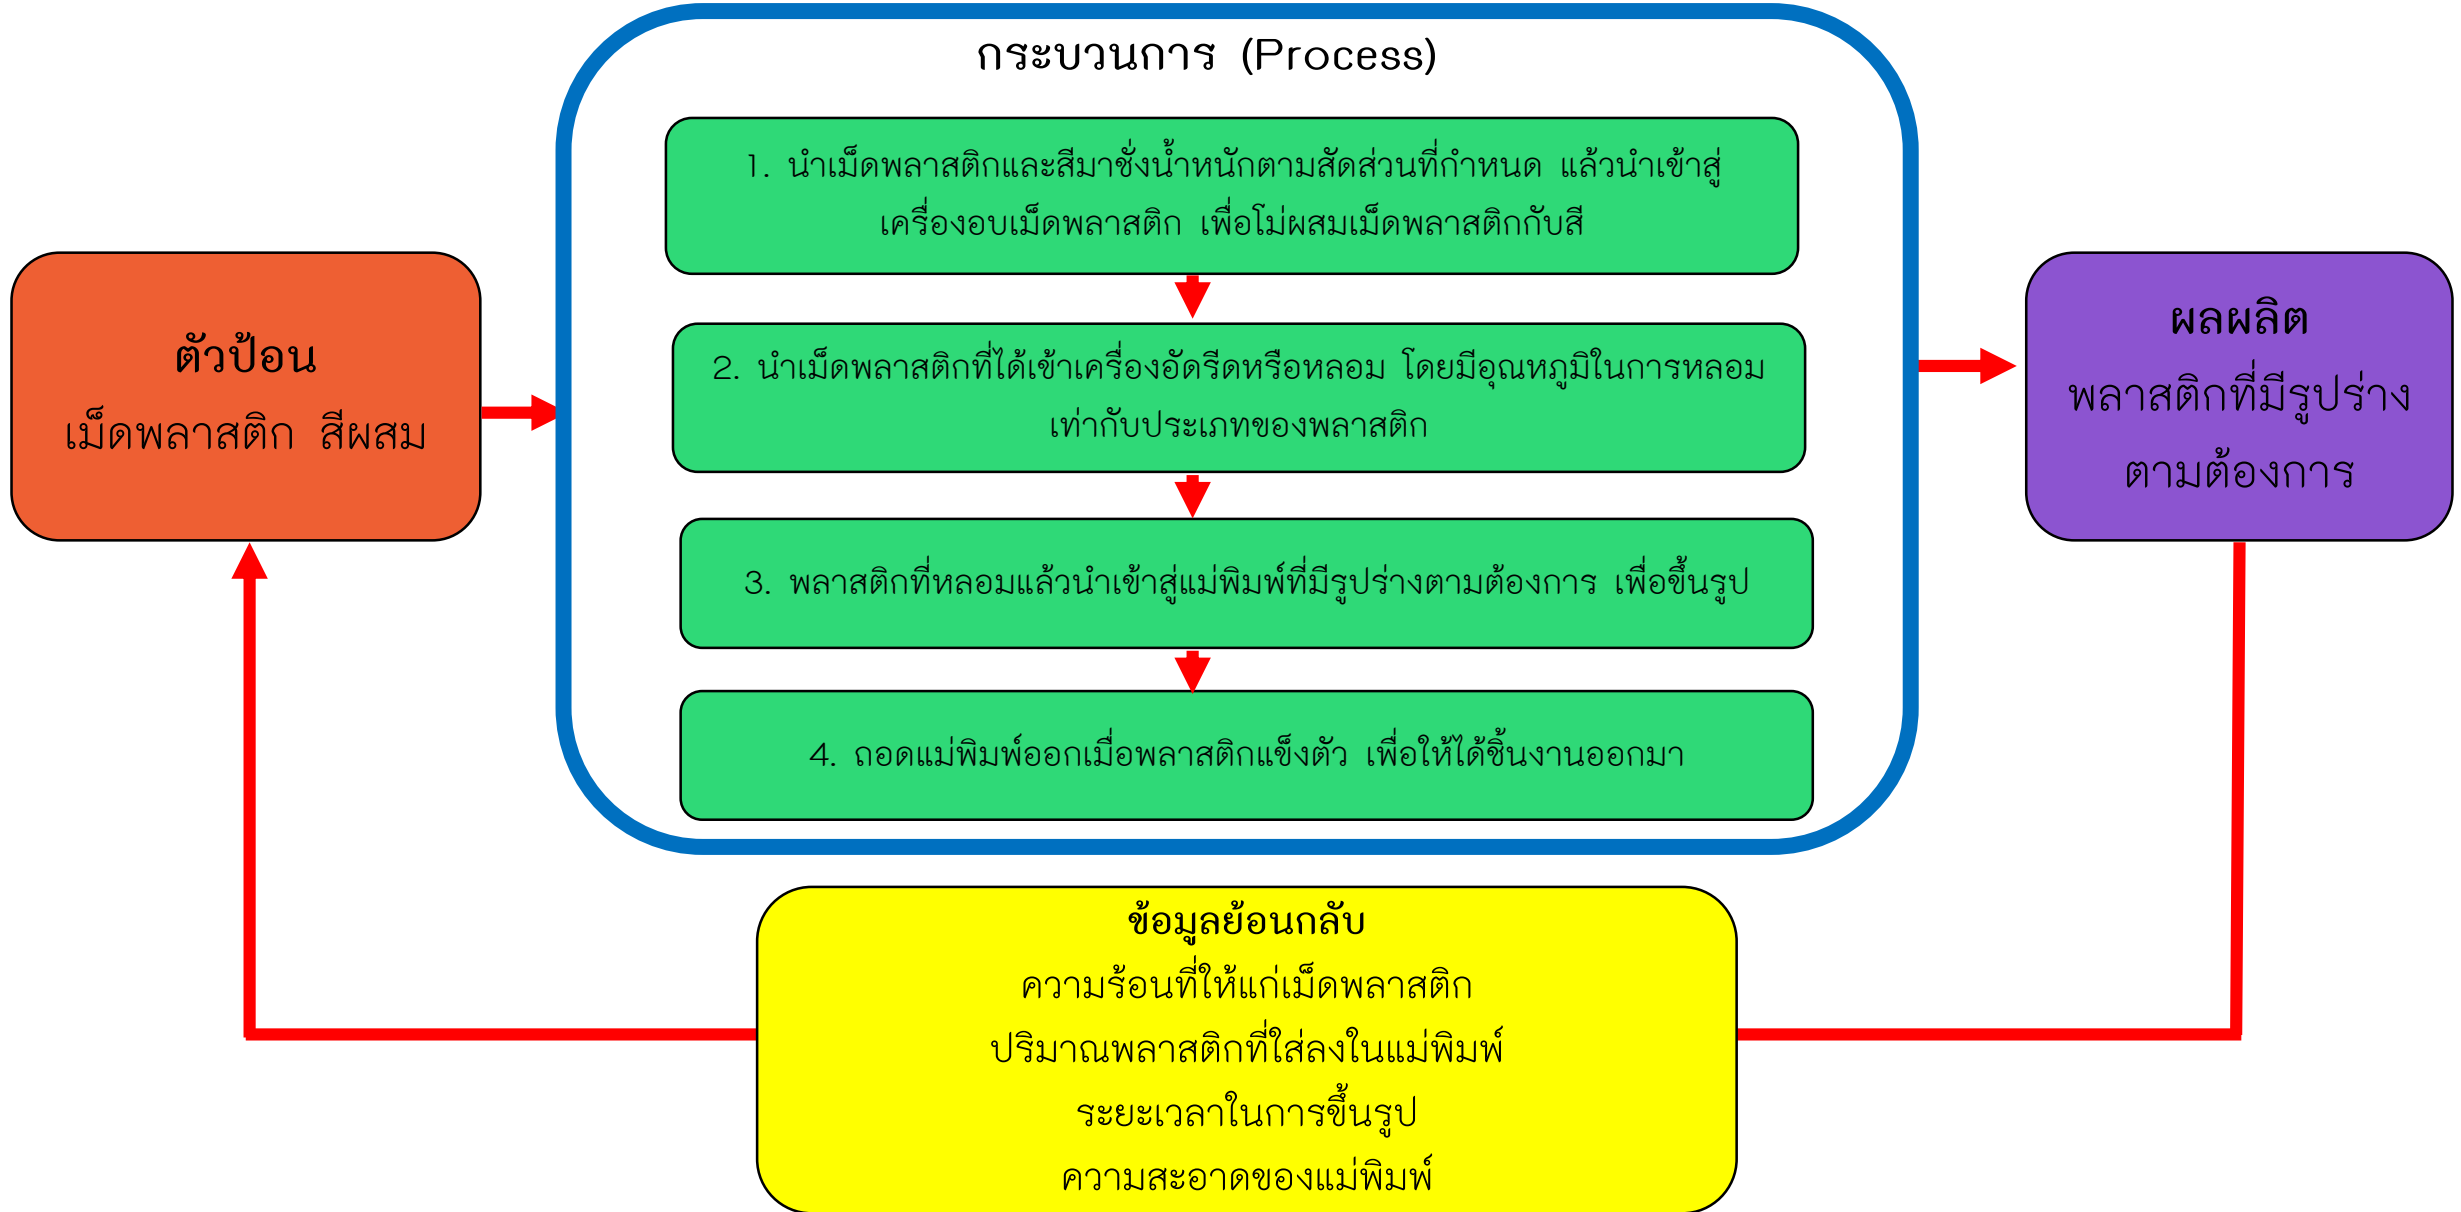 กระบวนการ (Process)
1. นำเม็ดพลาสติกและสีมาชั่งน้ำหนักตามสัดส่วนที่กำหนด แล้วนำเข้าสู่
เครื่องอบเม็ดพลาสติก เพื่อโม่ผสมเม็ดพลาสติกกับสี
ตัวป้อน
เม็ดพลาสติก สีผสม
2. นำเม็ดพลาสติกที่ได้เข้าเครื่องอัดรีดหรือหลอม โดยมีอุณหภูมิในการหลอม
เท่ากับประเภทของพลาสติก
3. พลาสติกที่หลอมแล้วนำเข้าสู่แม่พิมพ์ที่มีรูปร่างตามต้องการ เพื่อขึ้นรูป
4. ถอดแม่พิมพ์ออกเมื่อพลาสติกแข็งตัว เพื่อให้ได้ชิ้นงานออกมา
ผลผลิต
พลาสติกที่มีรูปร่าง
ตามต้องการ
ข้อมูลย้อนกลับ
ความร้อนที่ให้แก่เม็ดพลาสติก
ปริมาณพลาสติกที่ใส่ลงในแม่พิมพ์
ระยะเวลาในการขึ้นรูป
ความสะอาดของแม่พิมพ์